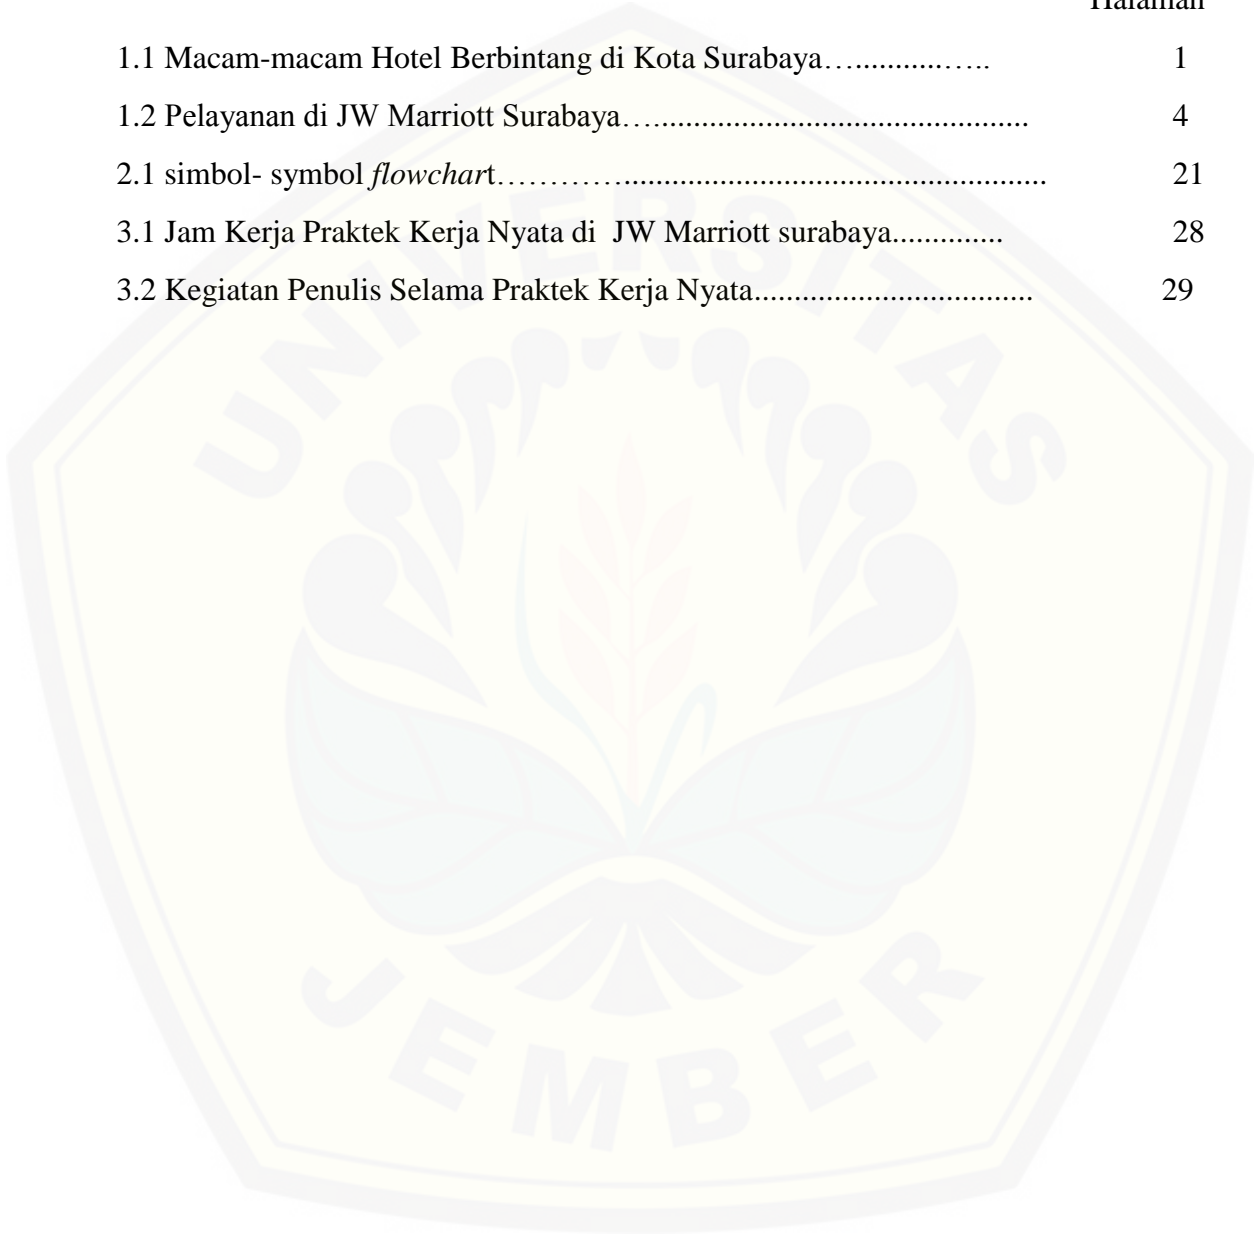 Halaman
1.1 Macam-macam Hotel Berbintang di Kota Surabaya…...........….. 1
1.2 Pelayanan di JW Marriott Surabaya…............................................. 4
2.1 simbol- symbol flowchart…………................................................... 21
3.1 Jam Kerja Praktek Kerja Nyata di  JW Marriott surabaya.............. 28
3.2 Kegiatan Penulis Selama Praktek Kerja Nyata.................................. 29
UNIVERSITAS
JEMBER